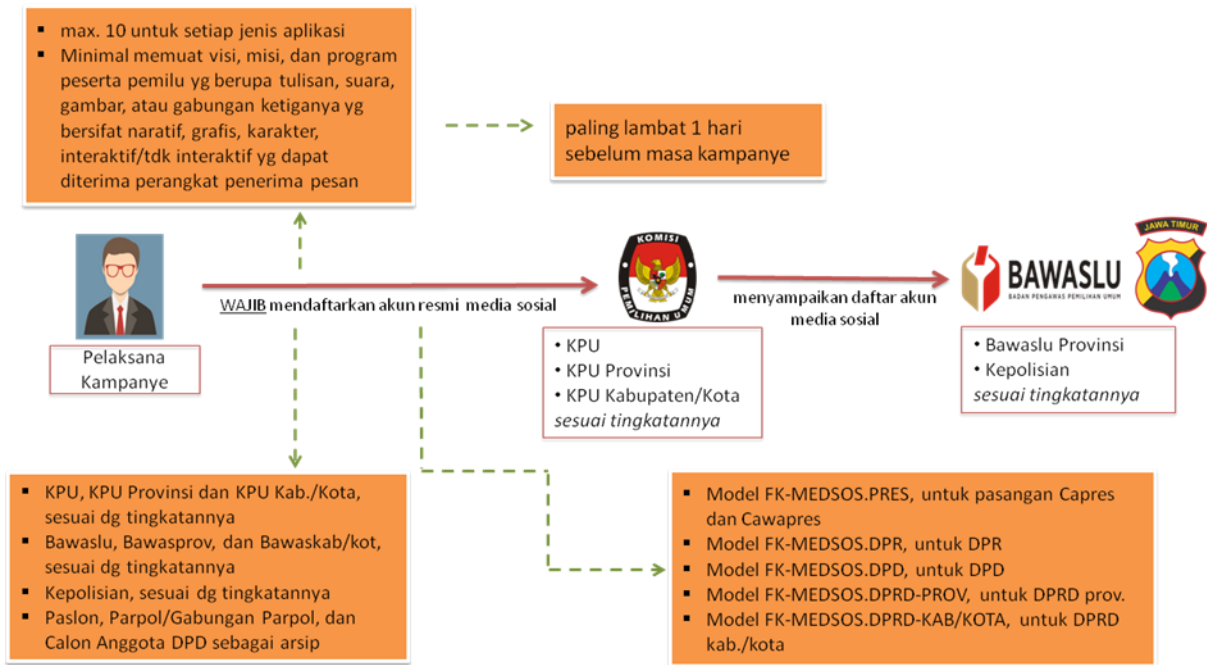 ▪ max. 10 untuk setiap jenis aplikasi
▪ Minimal memuat visi, misi, dan program
peserta pemilu yg berupa tulisan, suara,
gambar, atau gabungan ketiganya yg
bersifat naratif, grafis, karakter,
interaktif/tdk interaktif yg dapat
diterima perangkat penerima pesan
paling lambat 1 hari
sebelum masa kampanye
WAJIB mendaftarkan akun resmi media sosial
KOMISI
PEMILIHAN UMUM
menyampaikan daftar akun
media sosial
BAWASLU
BADAN PENGAWAS PEMILIHAN UMUM
JAWA TIMUR
Pelaksana
Kampanye
• KPU
• KPU Provinsi
• KPU Kabupaten/Kota
sesuai tingkatannya
• Bawaslu Provinsi
• Kepolisian
sesuai tingkatannya
▪ KPU, KPU Provinsi dan KPU Kab./Kota,
sesuai dg tingkatannya
▪ Bawaslu, Bawasprov, dan Bawaskab/kot,
sesuai dg tingkatannya
▪ Kepolisian, sesuai dg tingkatannya
▪ Paslon, Parpol/Gabungan Parpol, dan
Calon Anggota DPD sebagai arsip
▪ Model FK-MEDSOS.PRES, untuk pasangan Capres
dan Cawapres
▪ Model FK-MEDSOS.DPR, untuk DPR
▪ Model FK-MEDSOS.DPD, untuk DPD
▪ Model FK-MEDSOS.DPRD-PROV, untuk DPRD prov.
▪ Model FK-MEDSOS.DPRD-KAB/KOTA, untuk DPRD
kab./kota